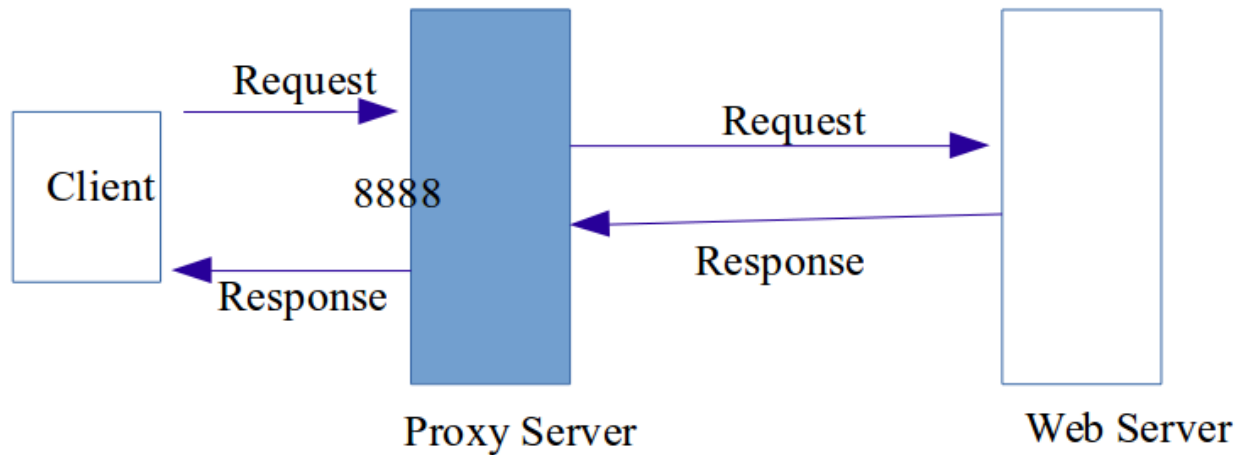 Request
Request
Client
8888
Response
Response
Proxy Server
Web Server